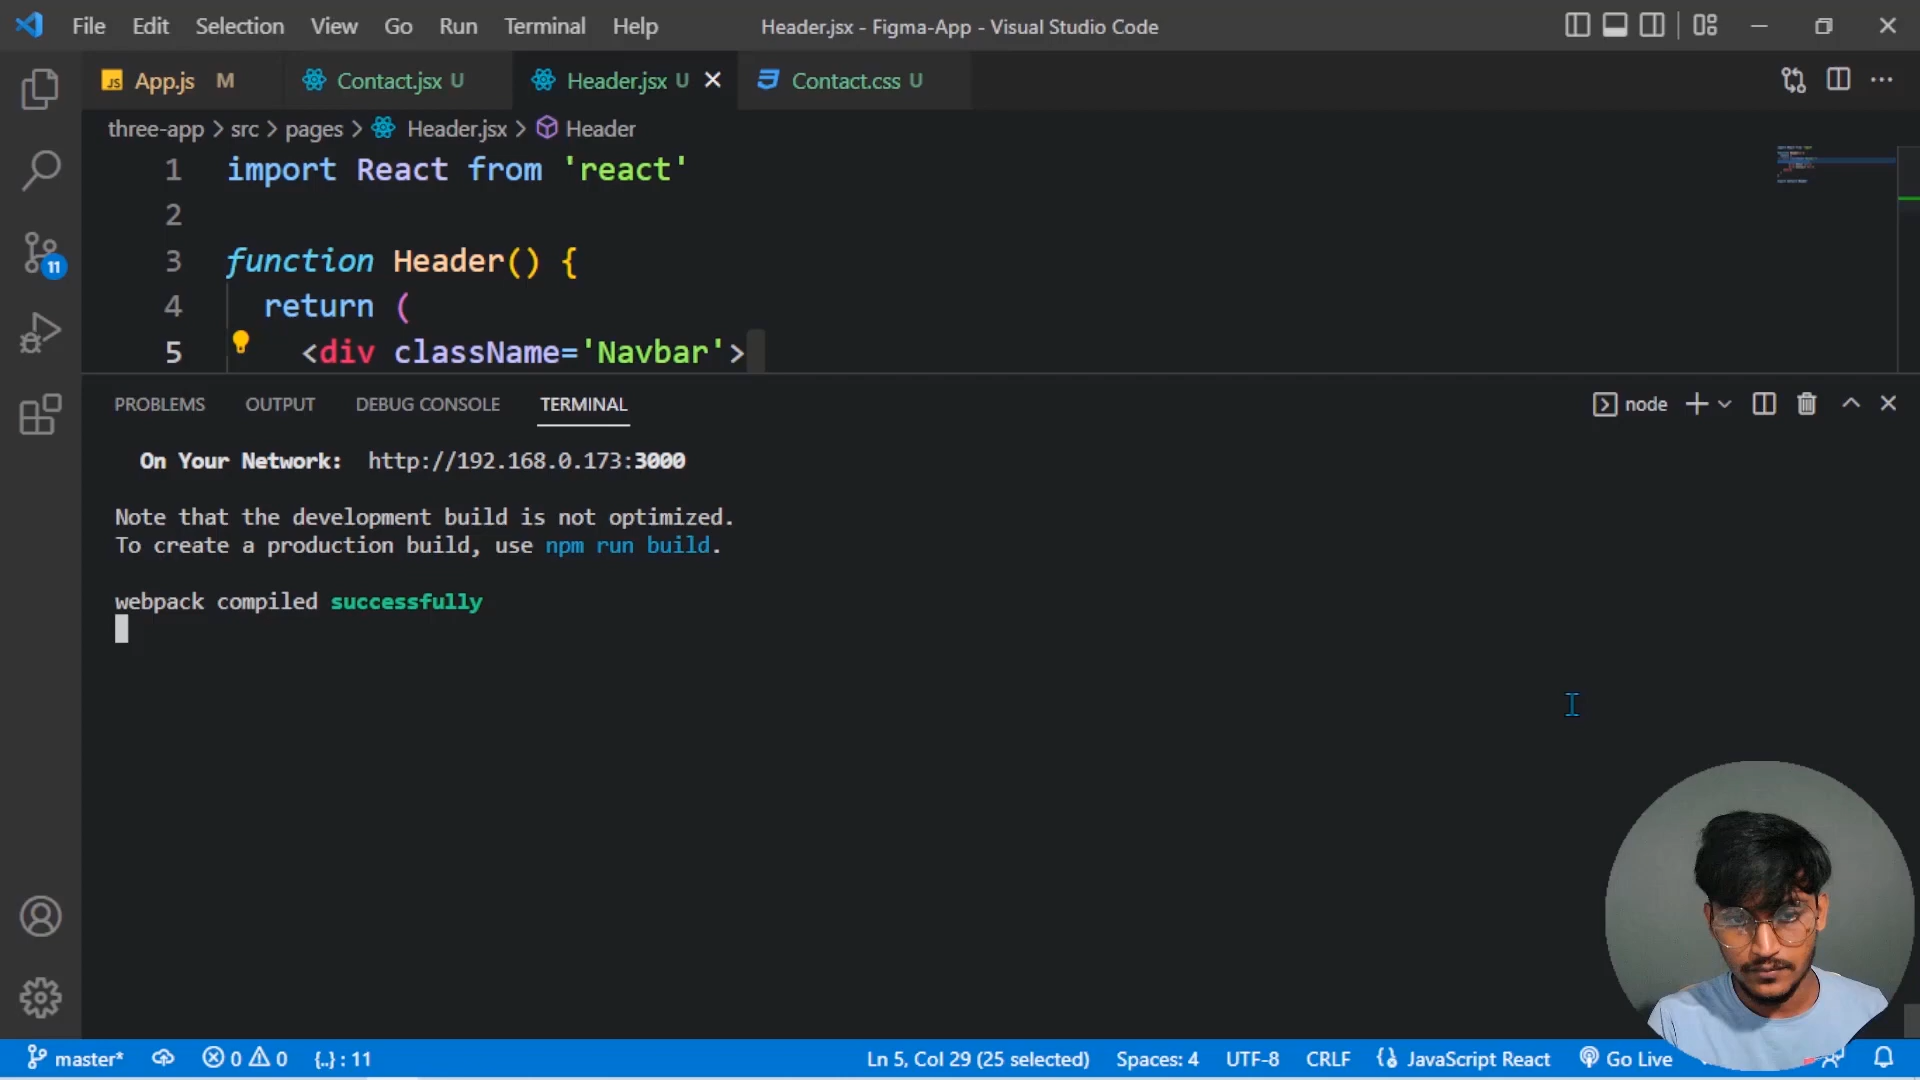 File Edit Selection View Go Run Terminal Help Header.jsx - Figma-App - Visual Studio Code
JS App.js M Contact.jsx U Header.jsx U Contact.css U
three-app > src > pages > Header.jsx > Header
1 import React from 'react'
2
3 function Header() {
4 return (
5 <div className='Navbar'>
11
PROBLEMS OUTPUT DEBUG CONSOLE TERMINAL node
On Your Network: http://192.168.0.173:3000
Note that the development build is not optimized.
To create a production build, use npm run build.
webpack compiled successfully
master* 0 0 {..} : 11 Ln 5, Col 29 (25 selected) Spaces: 4 UTF-8 CRLF JavaScript React Go Live